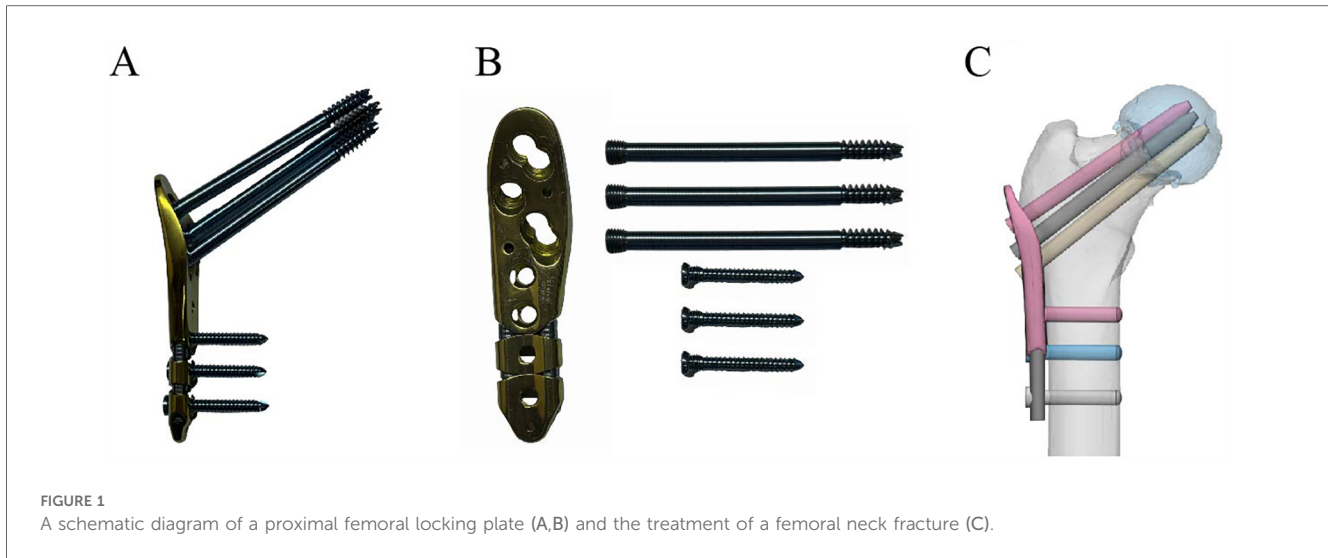 A
B
C
FIGURE 1
A schematic diagram of a proximal femoral locking plate (A,B) and the treatment of a femoral neck fracture (C).